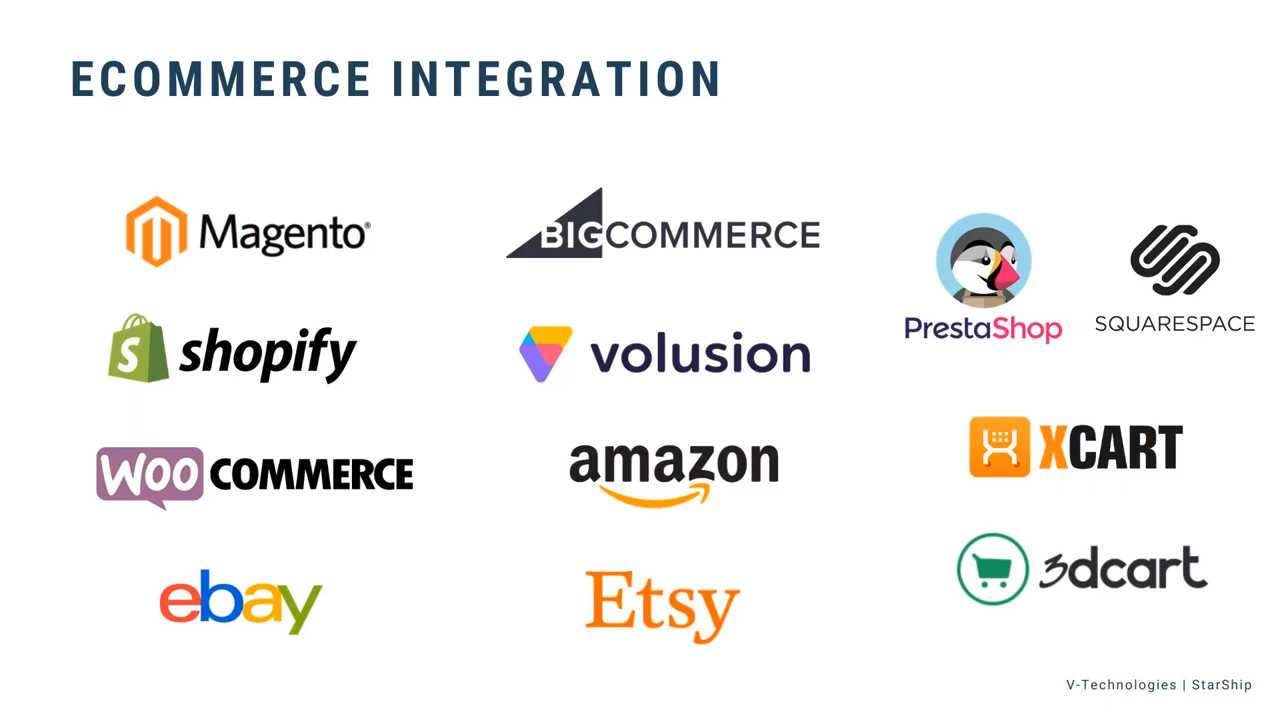 ECOMMERCE INTEGRATION
Magento®
BIGCOMMERCE
PrestaShop
SQUARESPACE
shopify
volusion
WOO COMMERCE
amazon
XCART
ebay
Etsy
3dcart
V-Technologies | StarShip